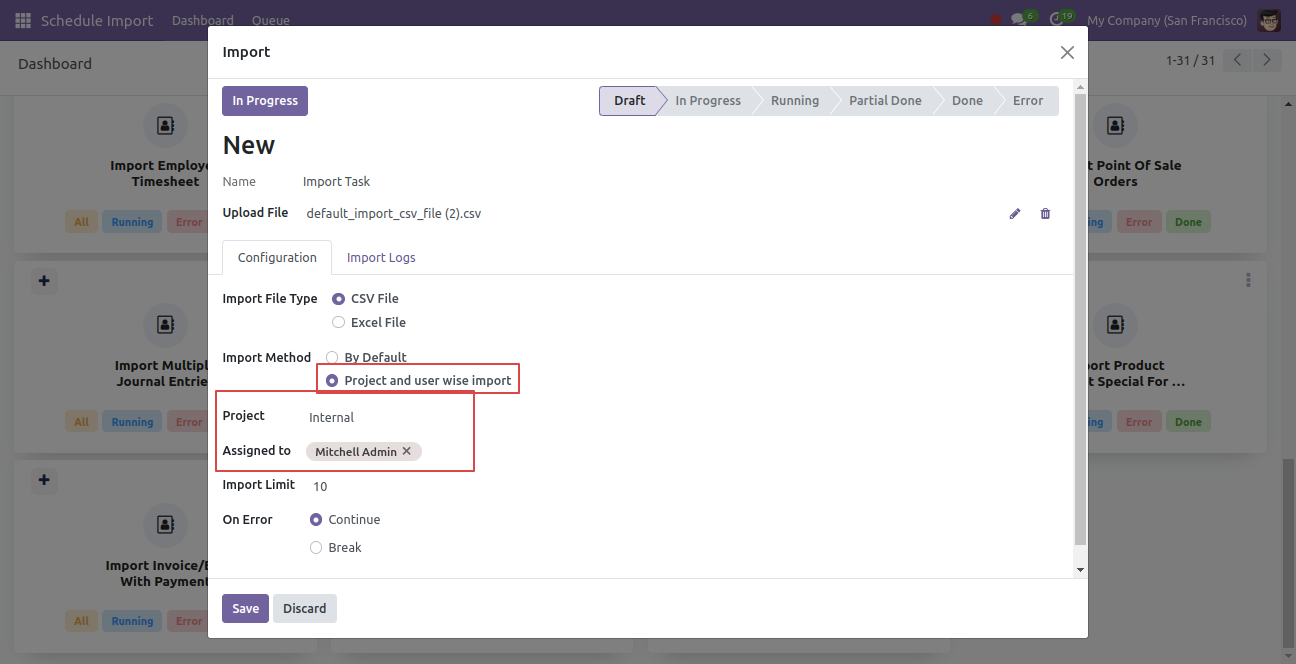 Schedule Import Dashboard Queue 6 19 My Company (San Francisco)
Dashboard 1-31 / 31
Import
In Progress Draft In Progress Running Partial Done Done Error
New
Name Import Task
Upload File default_import_csv_file (2).csv
Configuration Import Logs
Import File Type CSV File
Excel File
Import Method By Default
Project and user wise import
Project Internal
Assigned to Mitchell Admin
Import Limit 10
On Error Continue
Break
Save Discard
Import Employe
Timesheet
All Running Error
Import Multipl
Journal Entrie
All Running Error
Import Invoice/B
With Payment
All Running Error
t Point Of Sale
Orders
ing Error Done
port Product
t Special For ...
ing Error Done